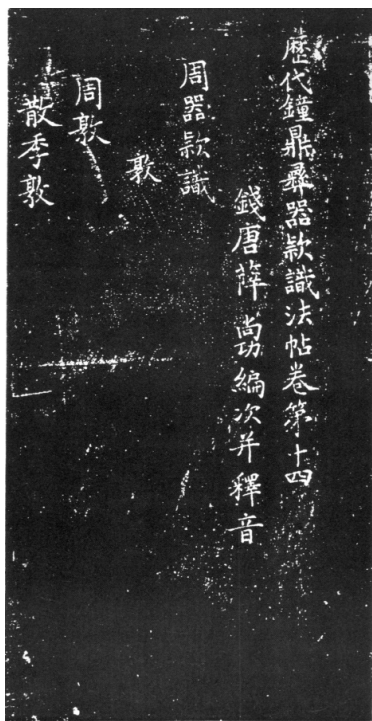 歷代鐘鼎彞器款識法帖卷第十四
錢唐薛尚功編次并釋音
周器款識
敦
周敦
散季敦